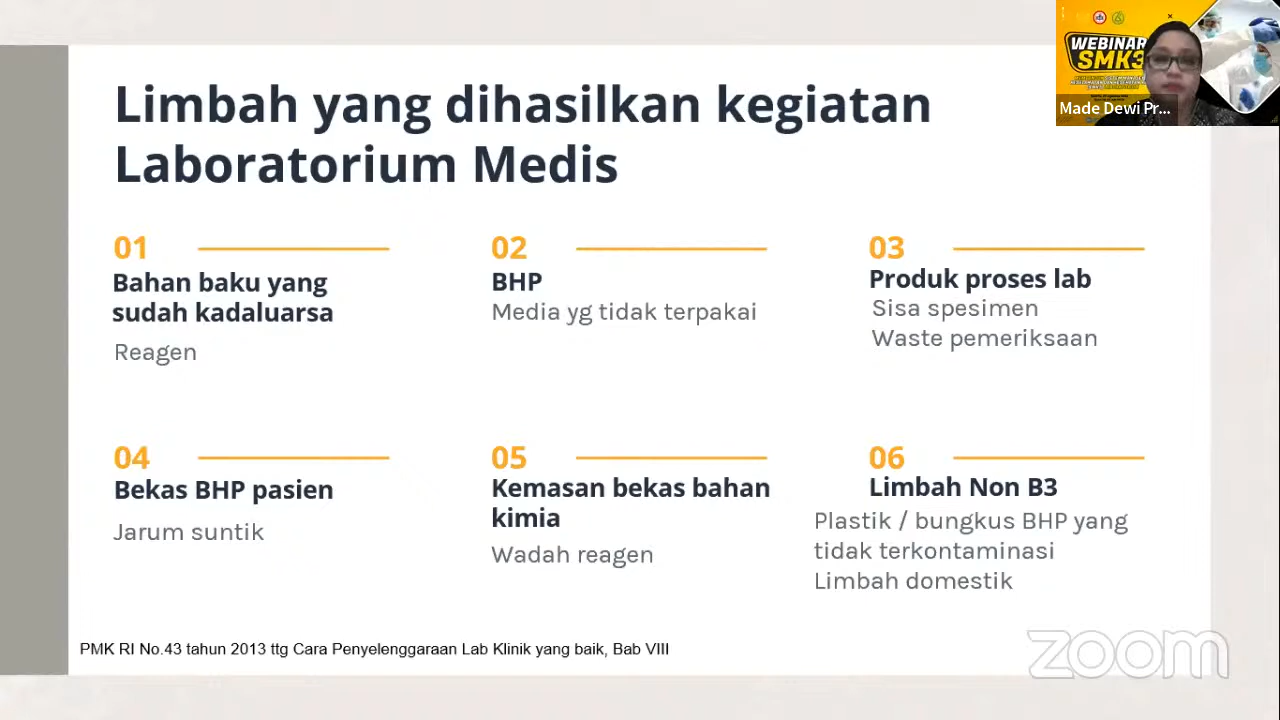 WEBINAR
SMK3
Made Dewi Pr...
Limbah yang dihasilkan kegiatan
Laboratorium Medis
01
Bahan baku yang
sudah kadaluarsa
Reagen
02
BHP
Media yg tidak terpakai
03
Produk proses lab
Sisa spesimen
Waste pemeriksaan
04
Bekas BHP pasien
Jarum suntik
05
Kemasan bekas bahan
kimia
Wadah reagen
06
Limbah Non B3
Plastik / bungkus BHP yang
tidak terkontaminasi
Limbah domestik
PMK RI No.43 tahun 2013 ttg Cara Penyelenggaraan Lab Klinik yang baik, Bab VIII
zoom